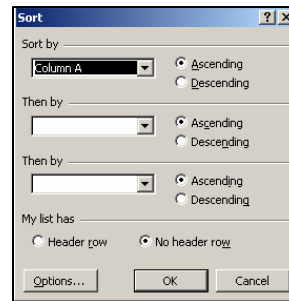 Sort
Sort by
Column A
Ascending
Descending
Then by
Ascending
Descending
Then by
Ascending
Descending
My list has
Header row
No header row
Options...
OK
Cancel